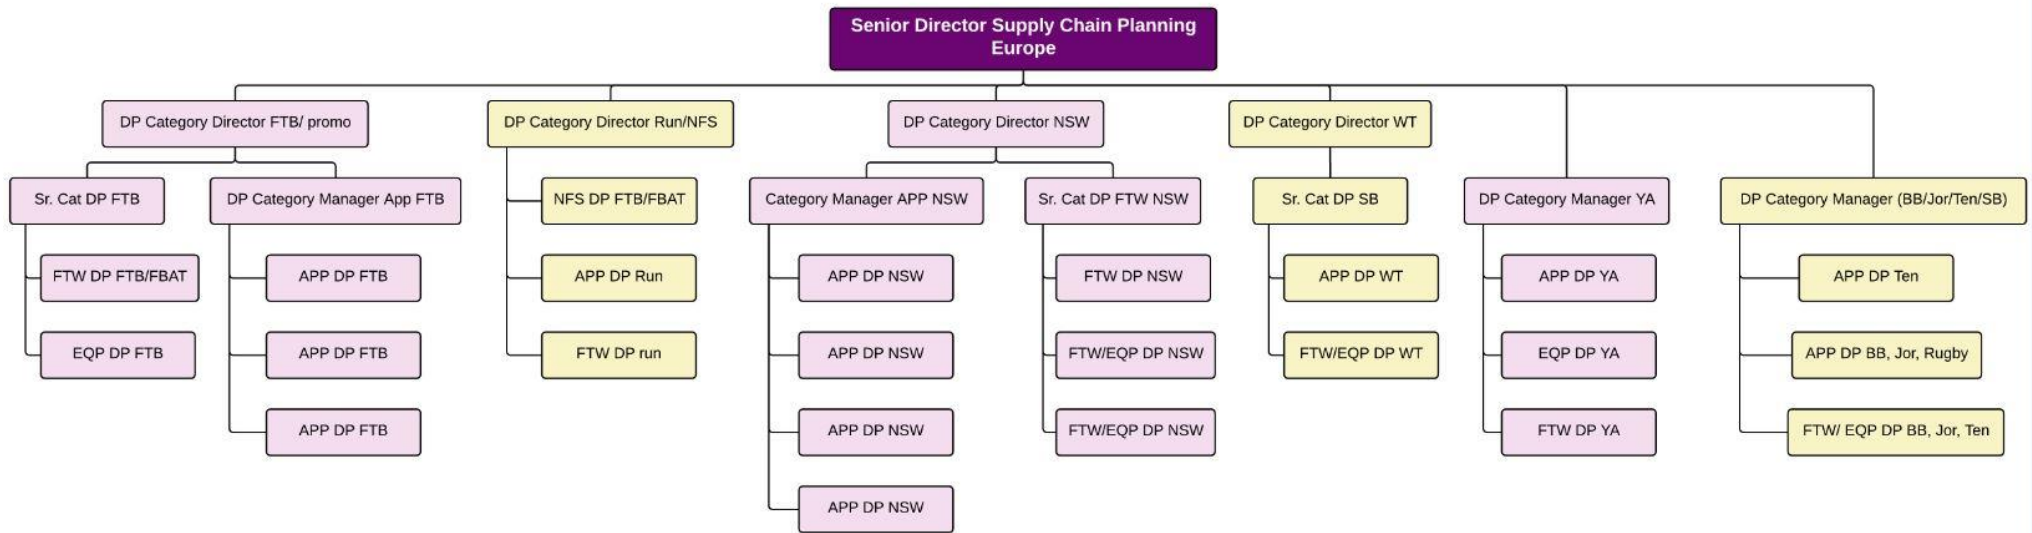 Senior Director Supply Chain Planning
Europe
DP Category Director FTB/ promo
DP Category Director Run/NFS
DP Category Director NSW
DP Category Director WT
Sr. Cat DP FTB
DP Category Manager App FTB
NFS DP FTB/FBAT
Category Manager APP NSW
Sr. Cat DP FTW NSW
Sr. Cat DP SB
DP Category Manager YA
DP Category Manager (BB/Jor/Ten/SB)
FTW DP FTB/FBAT
APP DP FTB
APP DP Run
APP DP NSW
FTW DP NSW
APP DP WT
APP DP YA
APP DP Ten
EQP DP FTB
APP DP FTB
FTW DP run
APP DP NSW
FTW/EQP DP NSW
FTW/EQP DP WT
EQP DP YA
APP DP BB, Jor, Rugby
APP DP FTB
APP DP NSW
FTW/EQP DP NSW
FTW DP YA
FTW/ EQP DP BB, Jor, Ten
APP DP NSW